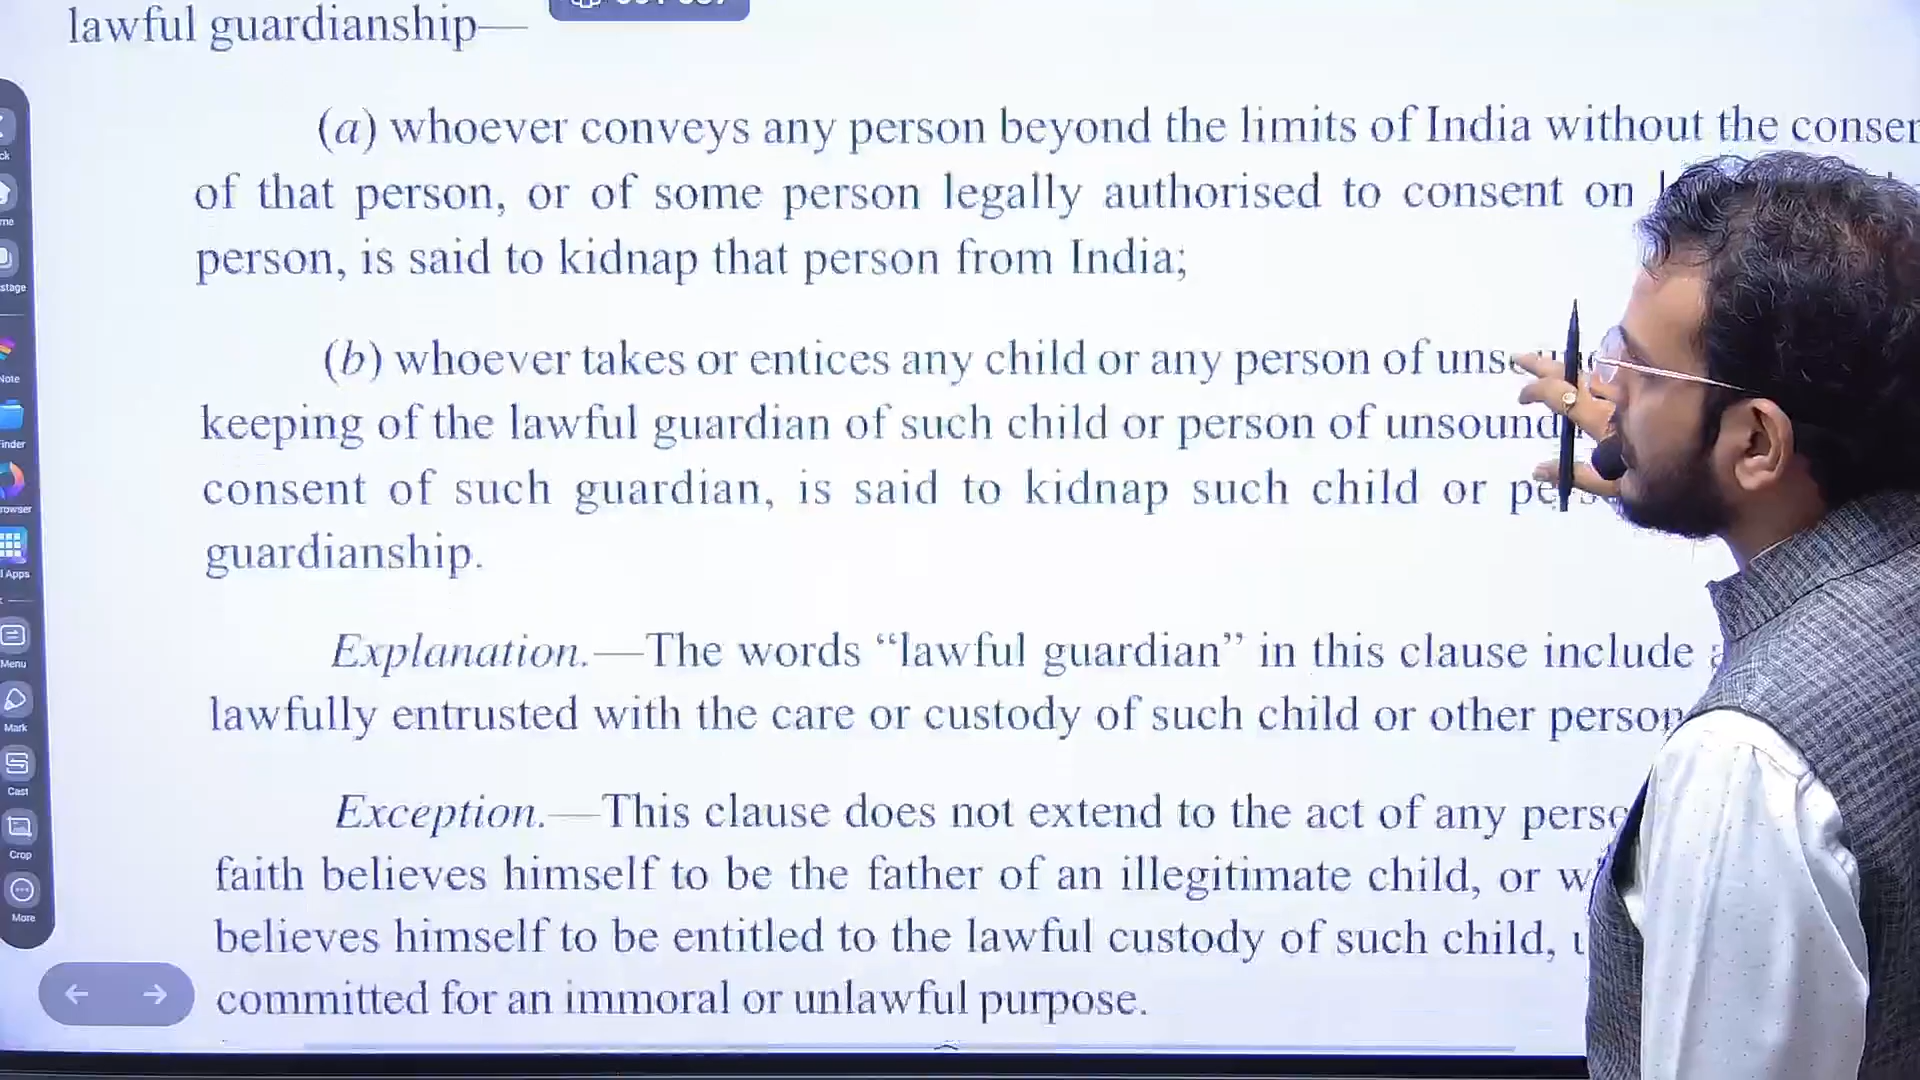 lawful guardianship—
(a) whoever conveys any person beyond the limits of India without the
of that person, or of some person legally authorised to consent on
person, is said to kidnap that person from India;
(b) whoever takes or entices any child or any person of
keeping of the lawful guardian of such child or person of unsound
consent of such guardian, is said to kidnap such child or
guardianship.
Explanation.—The words “lawful guardian” in this clause include
lawfully entrusted with the care or custody of such child or other person
Exception.—This clause does not extend to the act of any
faith believes himself to be the father of an illegitimate child, or
believes himself to be entitled to the lawful custody of such child,
committed for an immoral or unlawful purpose.
Menu
Mark
Cast
Crop
More